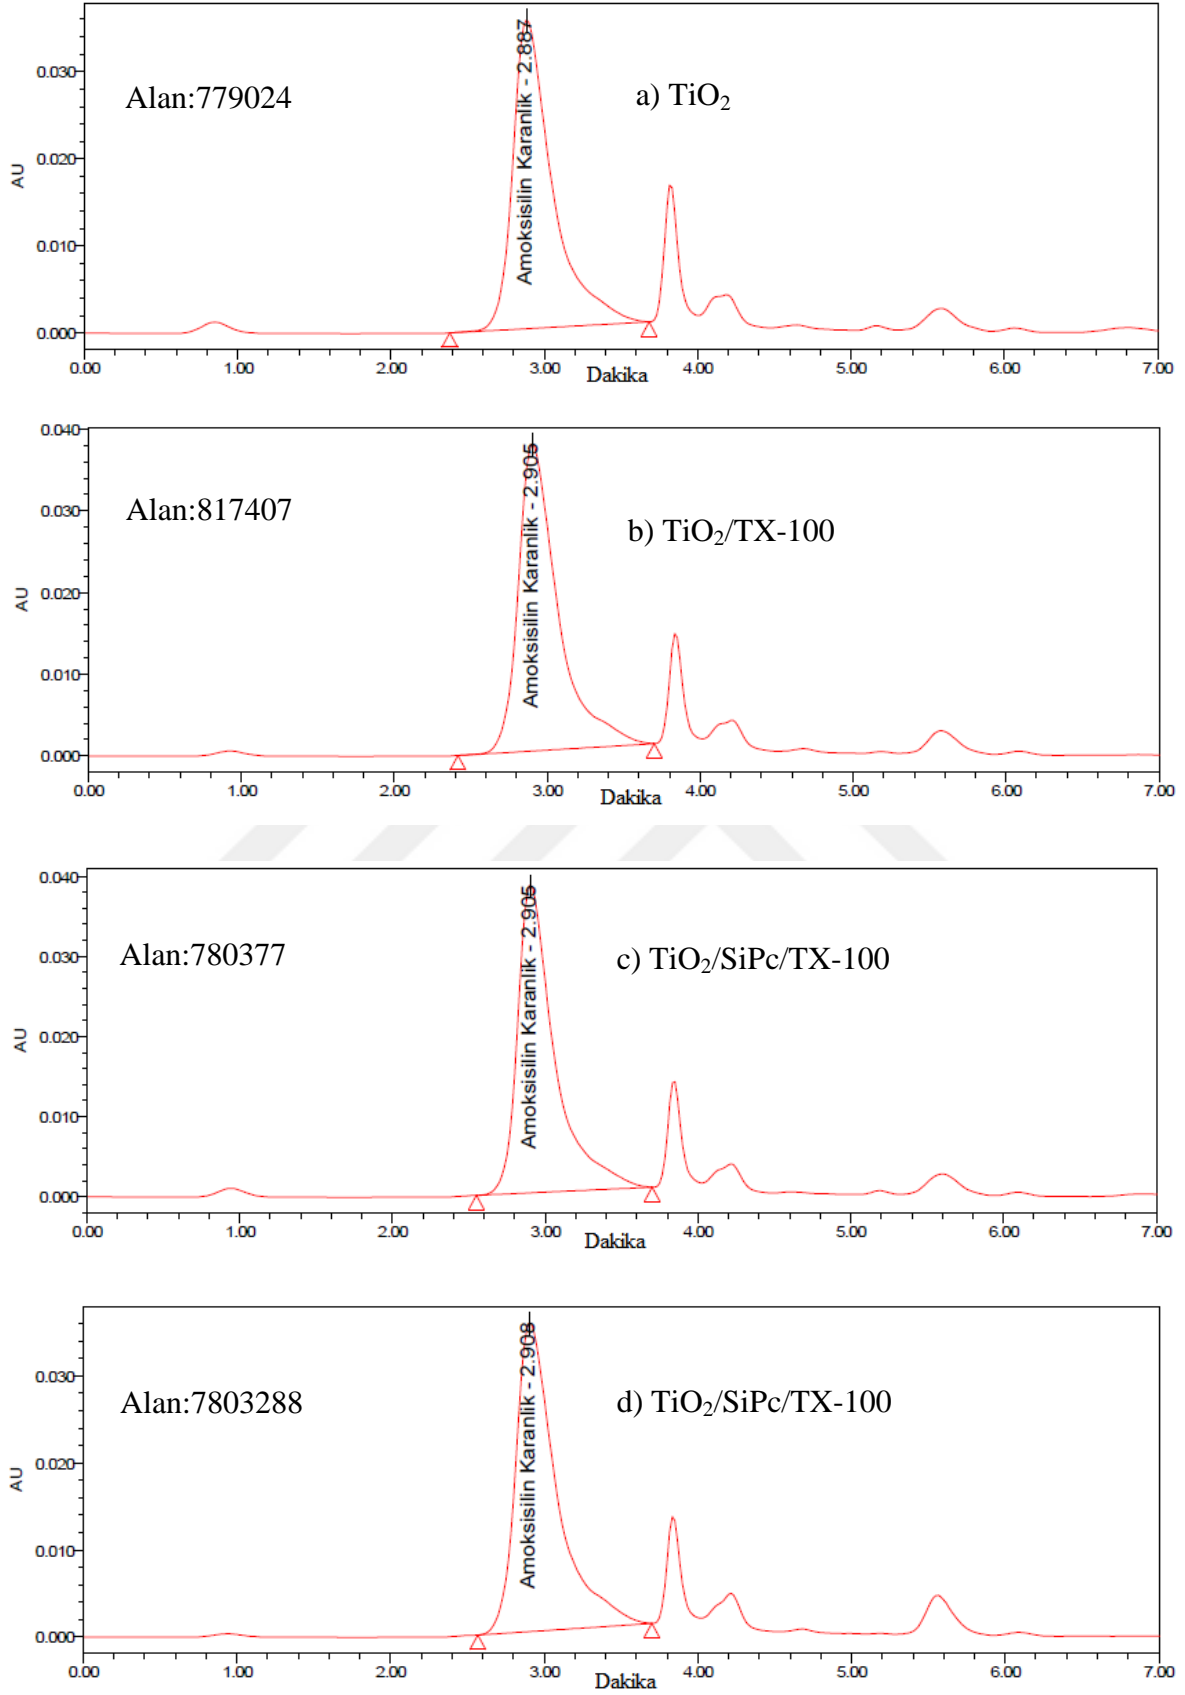 Alan:779024
a) TiO₂
Amoksisilin Karanlik - 2.887
AU
0.030
0.020
0.010
0.000
0.00 1.00 2.00 3.00 4.00 5.00 6.00 7.00
Dakika
Alan:817407
b) TiO₂/TX-100
Amoksisilin Karanlik - 2.905
AU
0.040
0.030
0.020
0.010
0.000
0.00 1.00 2.00 3.00 4.00 5.00 6.00 7.00
Dakika
Alan:780377
c) TiO₂/SiPc/TX-100
Amoksisilin Karanlik - 2.905
AU
0.040
0.030
0.020
0.010
0.000
0.00 1.00 2.00 3.00 4.00 5.00 6.00 7.00
Dakika
Alan:7803288
d) TiO₂/SiPc/TX-100
Amoksisilin Karanlik - 2.908
AU
0.030
0.020
0.010
0.000
0.00 1.00 2.00 3.00 4.00 5.00 6.00 7.00
Dakika